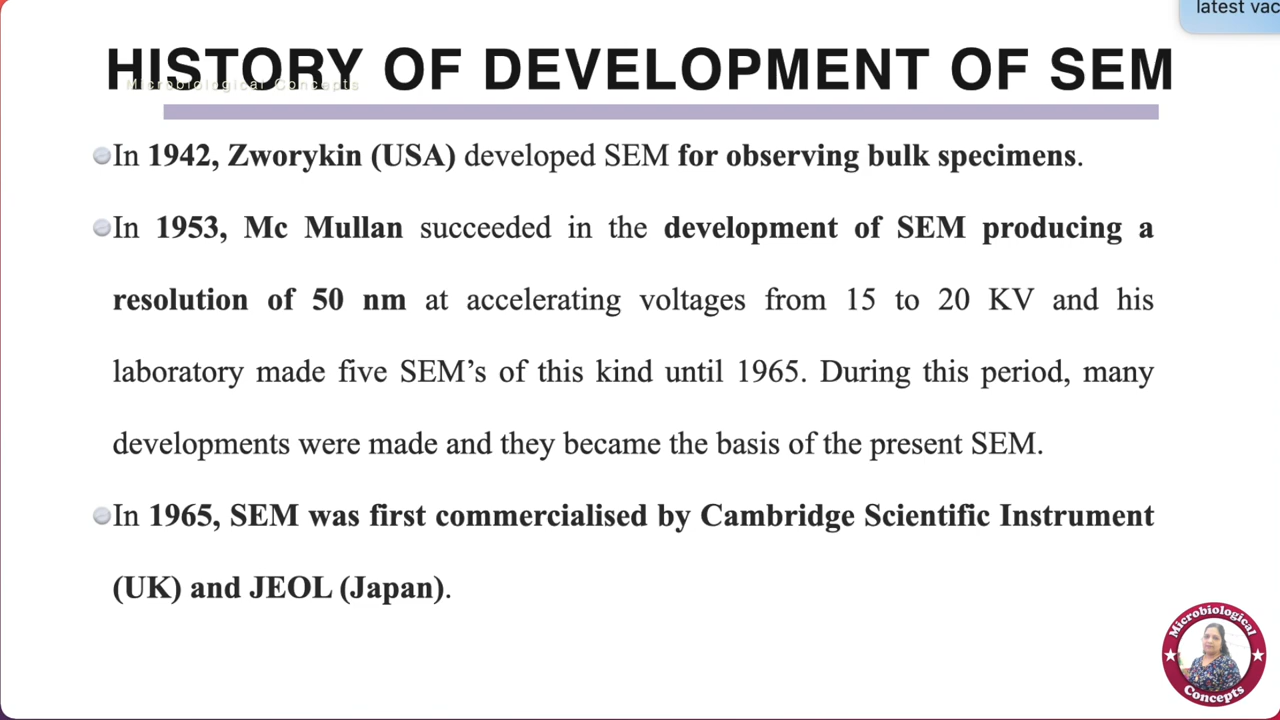 latest vac
HISTORY OF DEVELOPMENT OF SEM
Microbiological Concepts
In 1942, Zworykin (USA) developed SEM for observing bulk specimens.
In 1953, Mc Mullan succeeded in the development of SEM producing a
resolution of 50 nm at accelerating voltages from 15 to 20 KV and his
laboratory made five SEM’s of this kind until 1965. During this period, many
developments were made and they became the basis of the present SEM.
In 1965, SEM was first commercialised by Cambridge Scientific Instrument
(UK) and JEOL (Japan).
Microbiological
Concepts